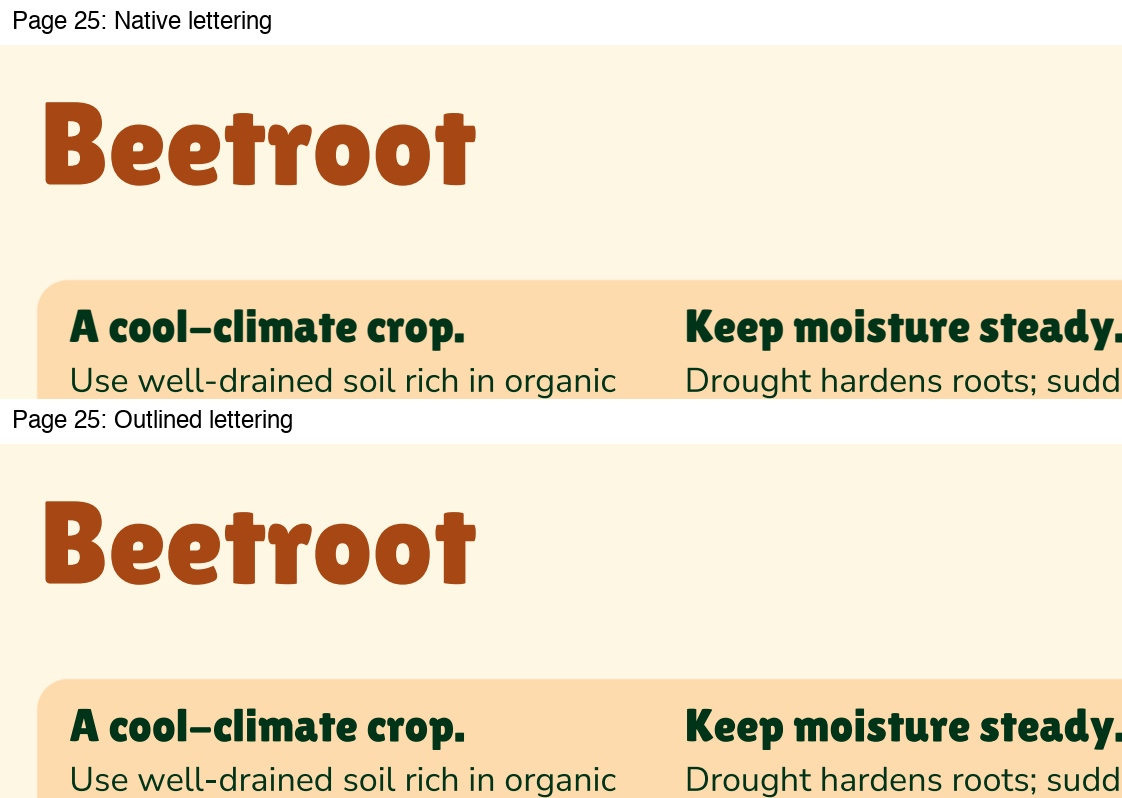 Page 25: Native lettering
Beetroot
A cool-climate crop.
Use well-drained soil rich in organic
Keep moisture steady.
Drought hardens roots; sudd
Page 25: Outlined lettering
Beetroot
A cool-climate crop.
Use well-drained soil rich in organic
Keep moisture steady.
Drought hardens roots; sudd